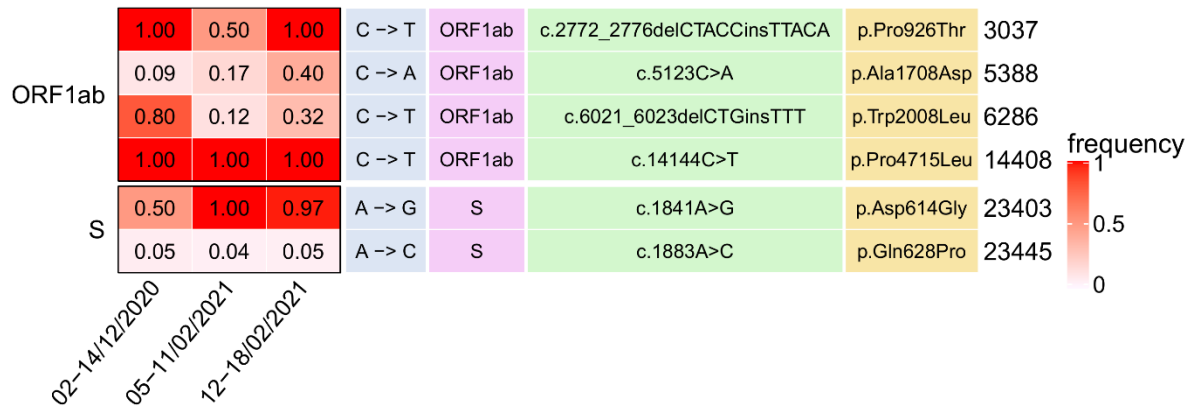 1.00 0.50 1.00 C −> T ORF1ab c.2772_2776delCTACCinsTTACA p.Pro926Thr 3037
0.09 0.17 0.40 C −> A ORF1ab c.5123C>A p.Ala1708Asp 5388
ORF1ab
0.80 0.12 0.32 C −> T ORF1ab c.6021_6023delCTGinsTTT p.Trp2008Leu 6286
1.00 1.00 1.00 C −> T ORF1ab c.14144C>T p.Pro4715Leu 14408
0.50 1.00 0.97 A −> G S c.1841A>G p.Asp614Gly 23403
S
0.05 0.04 0.05 A −> C S c.1883A>C p.Gln628Pro 23445
02−14/12/2020
05−11/02/2021
12−18/02/2021
frequency
1
0.5
0